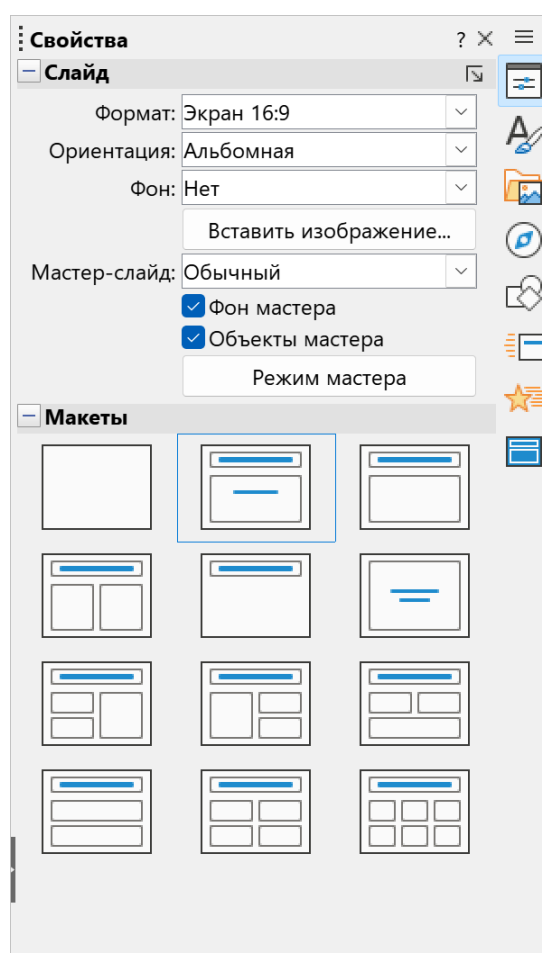 Свойства ?
Слайд
Формат: Экран 16:9
Ориентация: Альбомная
Фон: Нет
Вставить изображение...
Мастер-слайд: Обычный
Фон мастера
Объекты мастера
Режим мастера
Макеты